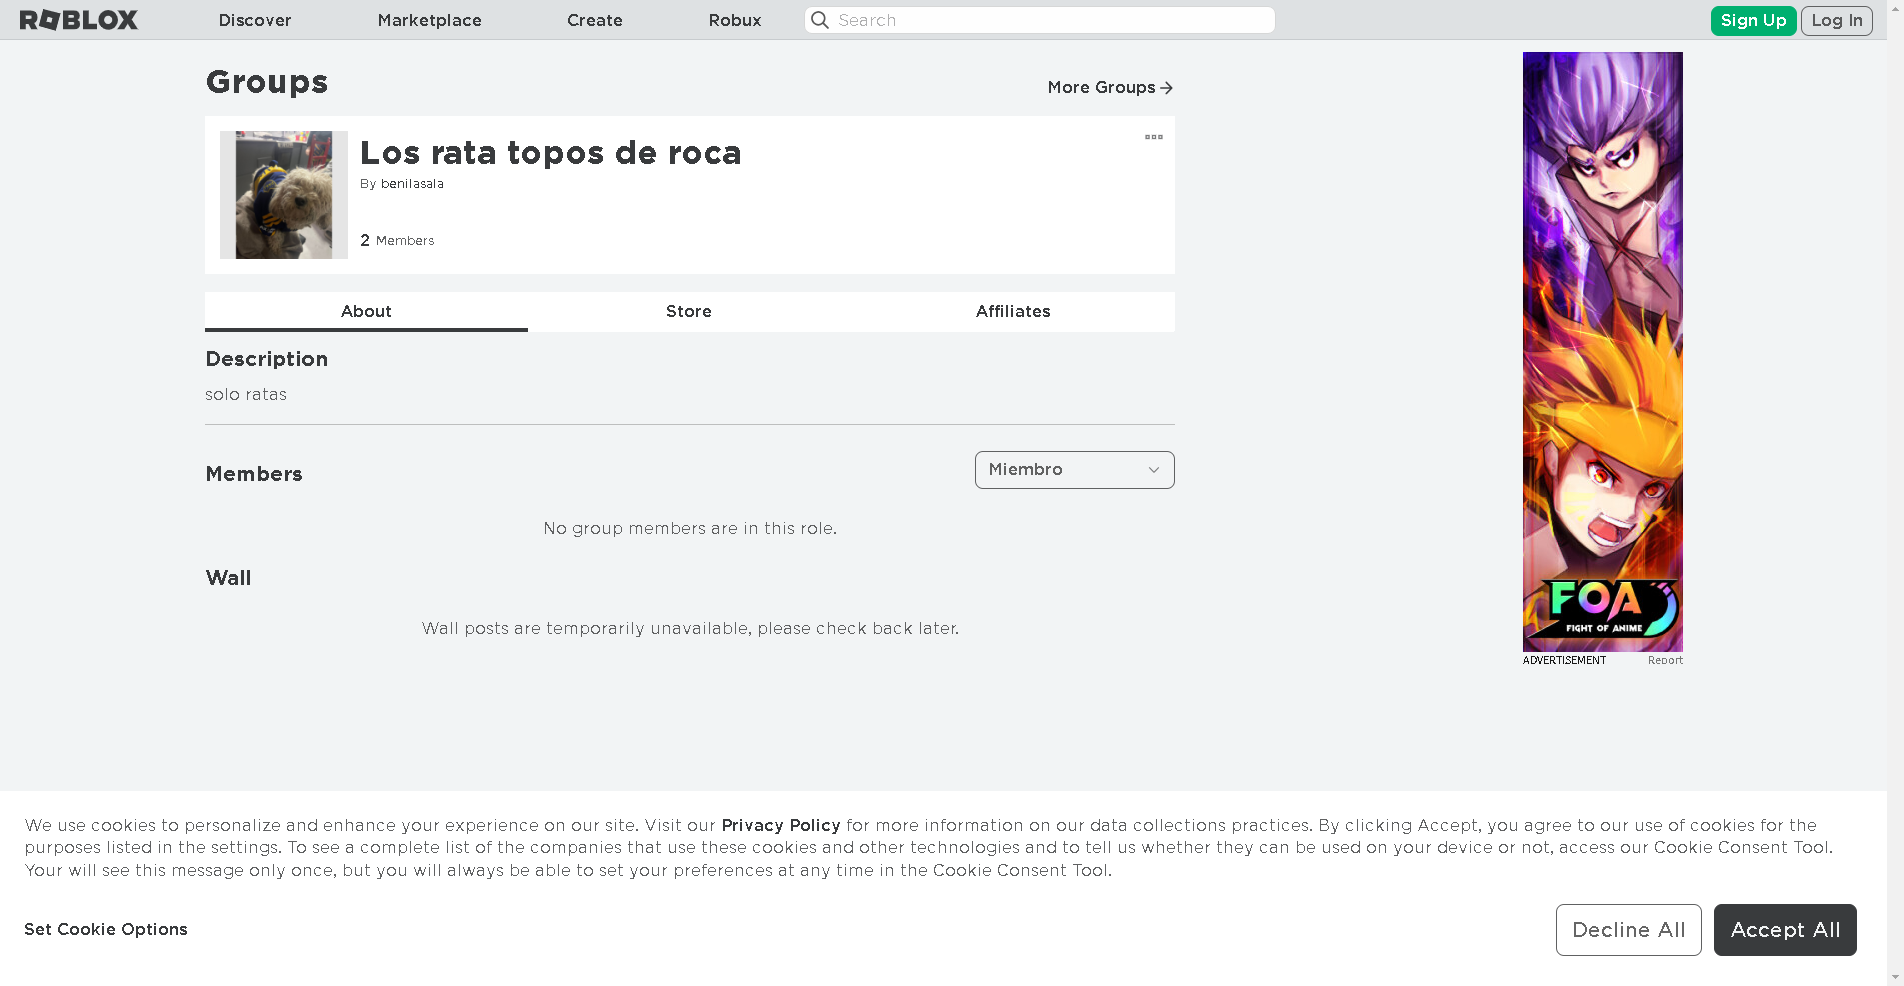 ROBLOX
Discover
Marketplace
Create
Robux
Search
Sign Up
Log In
Groups
More Groups
Los rata topos de roca
By benilasala
2 Members
About
Store
Affiliates
Description
solo ratas
Members
Miembro
No group members are in this role.
Wall
Wall posts are temporarily unavailable, please check back later.
FOA
FIGHT OF ANIME
ADVERTISEMENT
Report
We use cookies to personalize and enhance your experience on our site. Visit our Privacy Policy for more information on our data collections practices. By clicking Accept, you agree to our use of cookies for the
purposes listed in the settings. To see a complete list of the companies that use these cookies and other technologies and to tell us whether they can be used on your device or not, access our Cookie Consent Tool.
Your will see this message only once, but you will always be able to set your preferences at any time in the Cookie Consent Tool.
Set Cookie Options
Decline All
Accept All